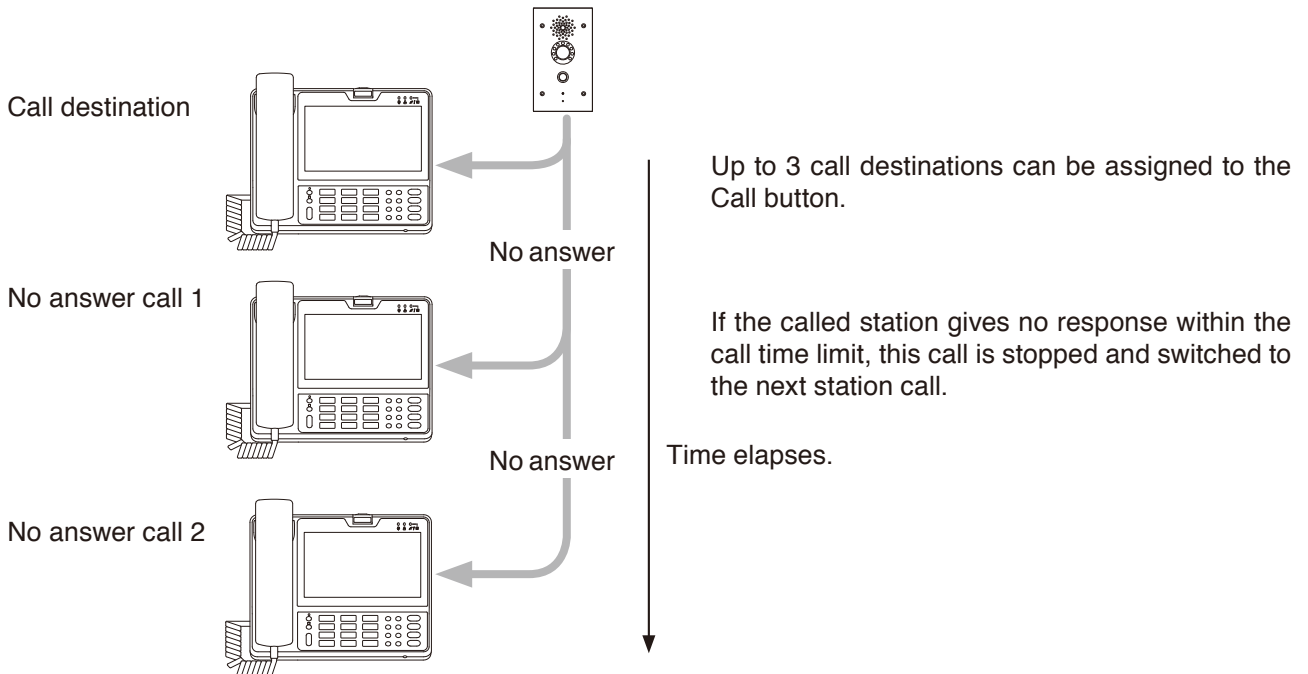 Call destination
Up to 3 call destinations can be assigned to the
Call button.
No answer
No answer call 1
If the called station gives no response within the
call time limit, this call is stopped and switched to
the next station call.
No answer
Time elapses.
No answer call 2